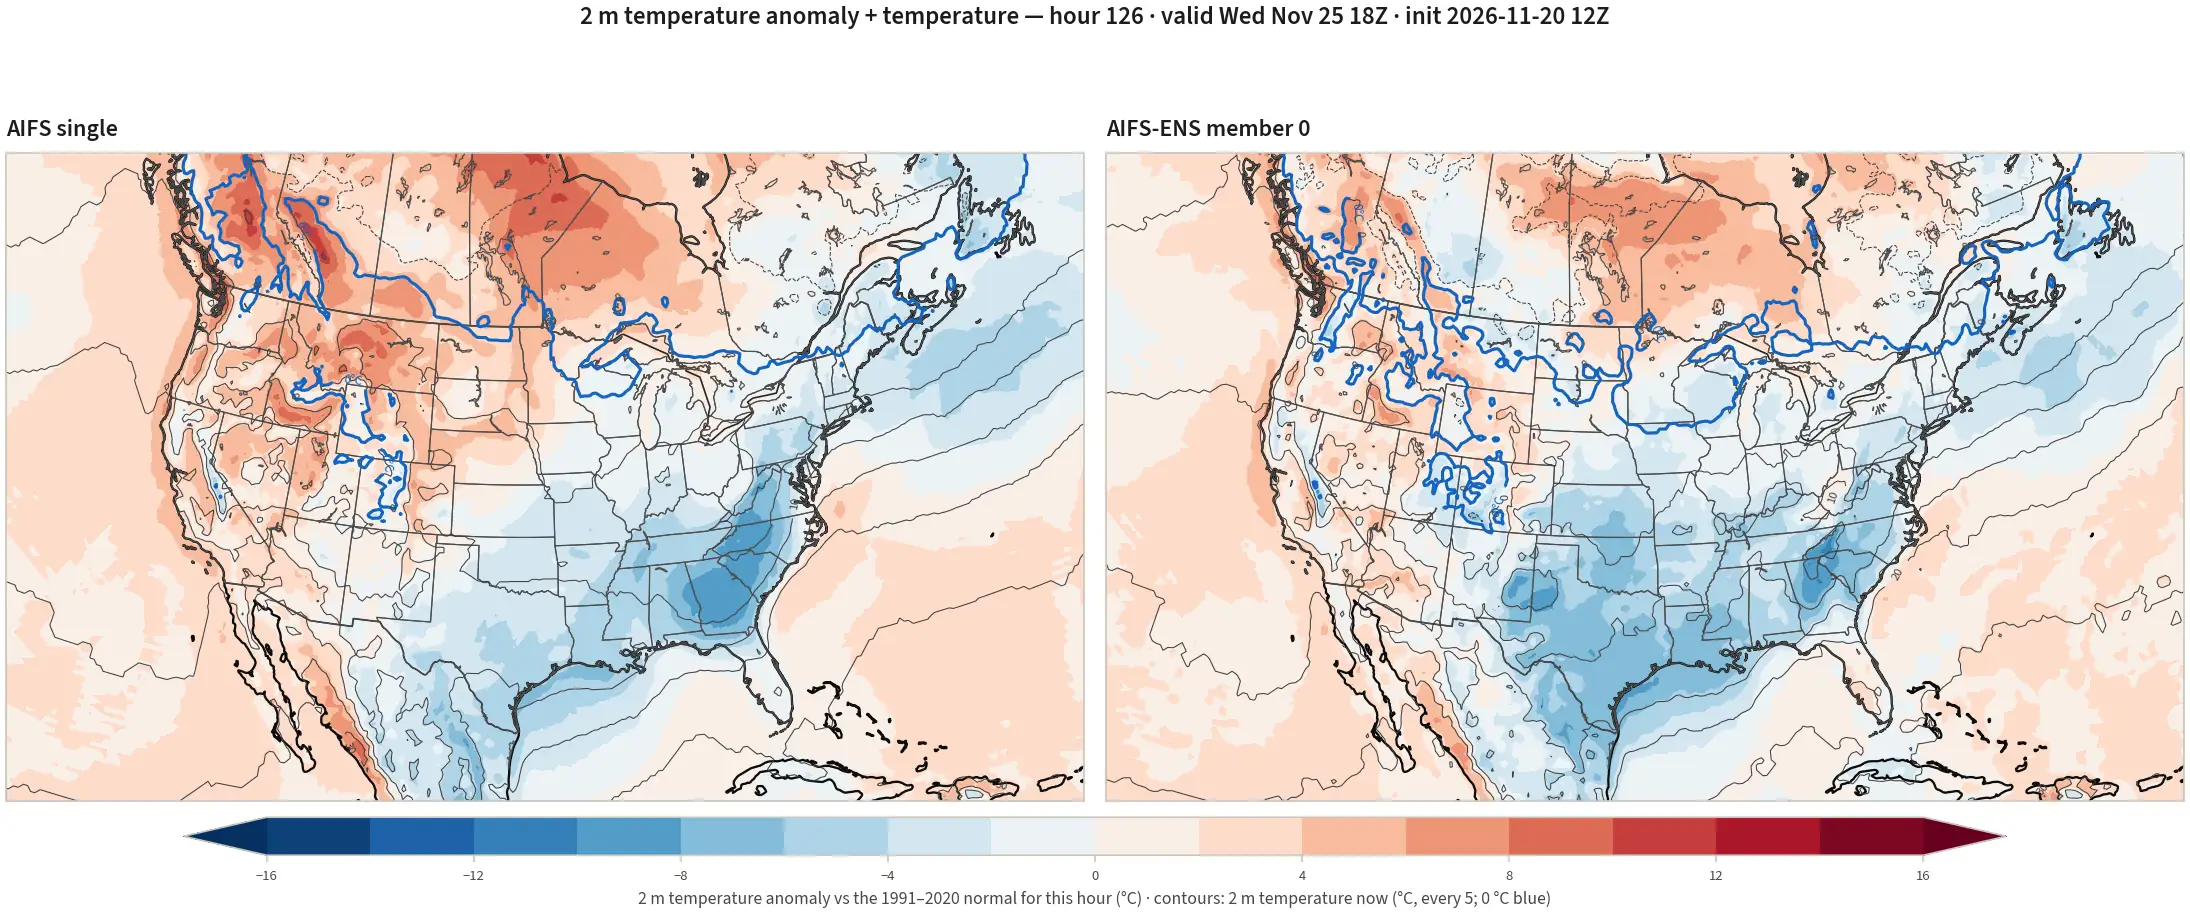 2 m temperature anomaly + temperature — hour 126 · valid Wed Nov 25 18Z · init 2026-11-20 12Z
AIFS single
AIFS-ENS member 0
−16 −12 −8 −4 0 4 8 12 16
2 m temperature anomaly vs the 1991–2020 normal for this hour (°C) · contours: 2 m temperature now (°C, every 5; 0 °C blue)